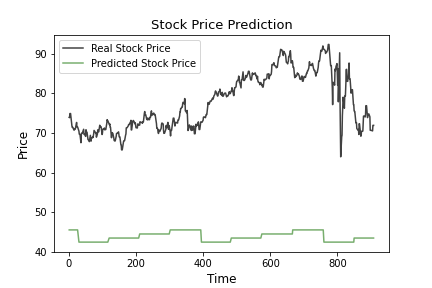 Stock Price Prediction
Real Stock Price
Predicted Stock Price
Price
90
80
70
60
50
40
0 200 400 600 800
Time